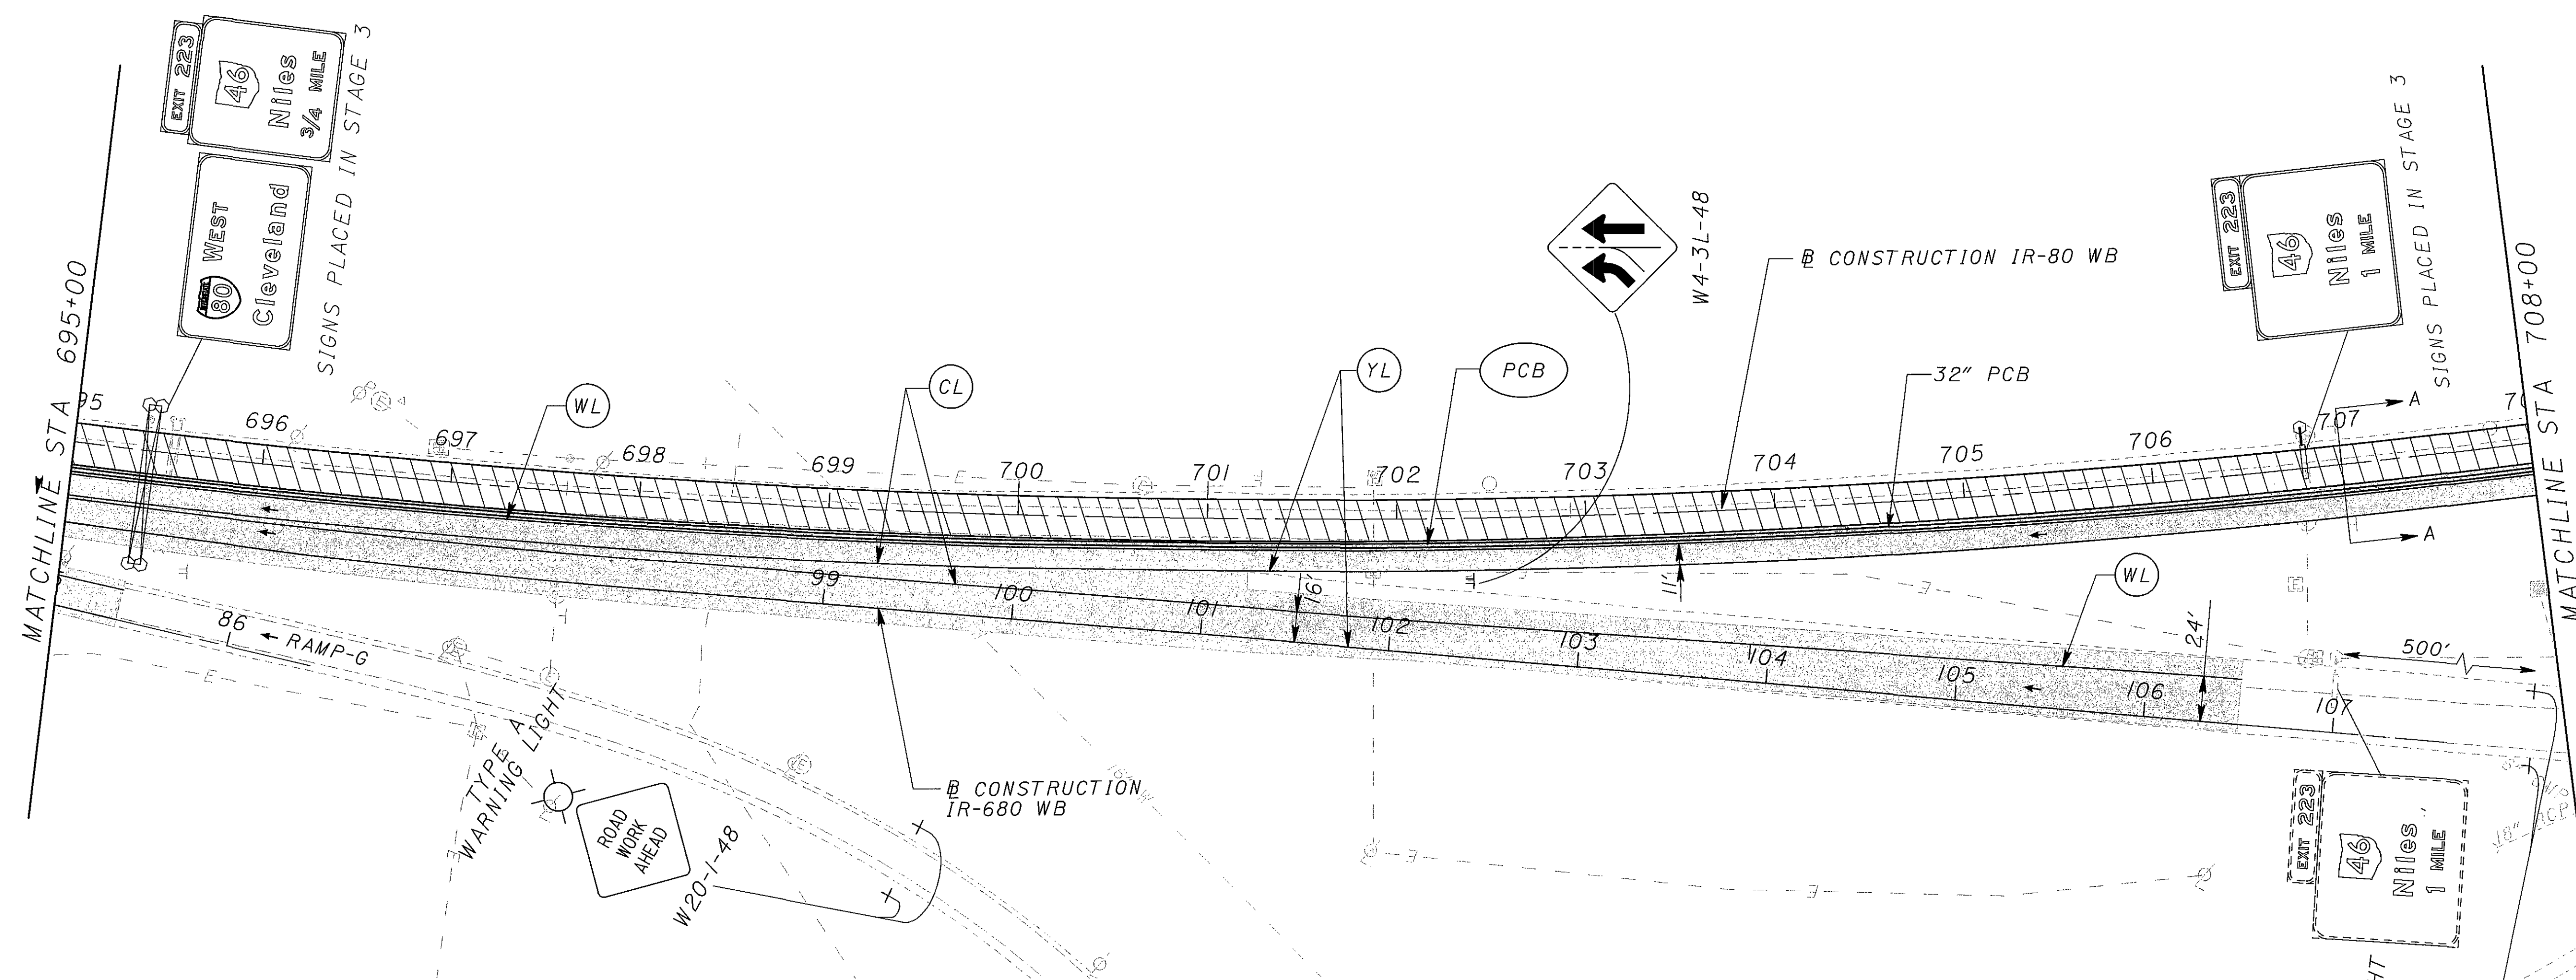 MATCHLINE STA 695+00
EXIT 223
46
Niles
3/4 MILE
80
WEST
Cleveland
SIGNS PLACED IN STAGE 3
W4-3L-48
℄ CONSTRUCTION IR-80 WB
32" PCB
PCB
YL
CL
WL
EXIT 223
46
Niles
1 MILE
SIGNS PLACED IN STAGE 3
MATCHLINE STA 708+00
A
A
696
697
698
699
700
701
702
703
704
705
706
707
99
100
101
102
103
104
105
106
107
16'
11'
WL
24'
500'
86
RAMP-G
TYPE A
WARNING LIGHT
ROAD
WORK
AHEAD
W20-1-48
℄ CONSTRUCTION
IR-680 WB
EXIT 223
46
Niles
1 MILE